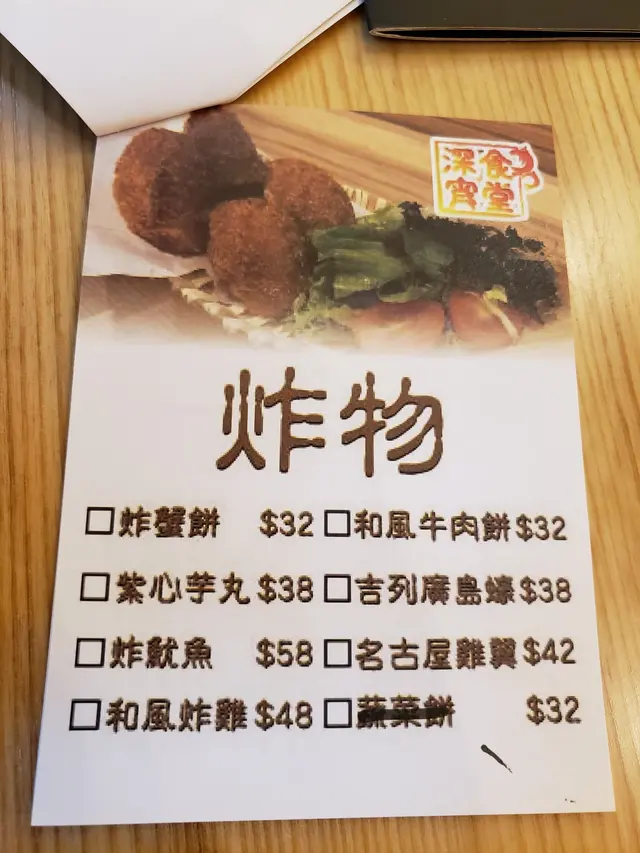 深宵
食堂
炸物
□炸蟹餅 $32 □和風牛肉餅 $32
□紫心芋丸 $38 □吉列廣島蠔 $38
□炸魷魚 $58 □名古屋雞翼 $42
□和風炸雞 $48 □蔬菜餅 $32